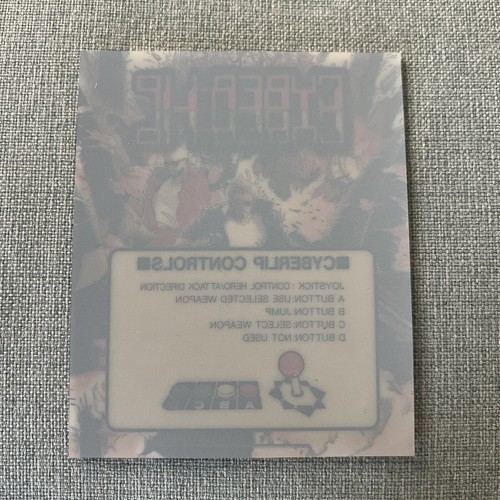 CYBERLIP
■CYBERLIP CONTROLS■
JOYSTICK : CONTROL HERO/ATTACK DIRECTION
A BUTTON:USE SELECTED WEAPON
B BUTTON:JUMP
C BUTTON:SELECT WEAPON
D BUTTON:NOT USED
A B C